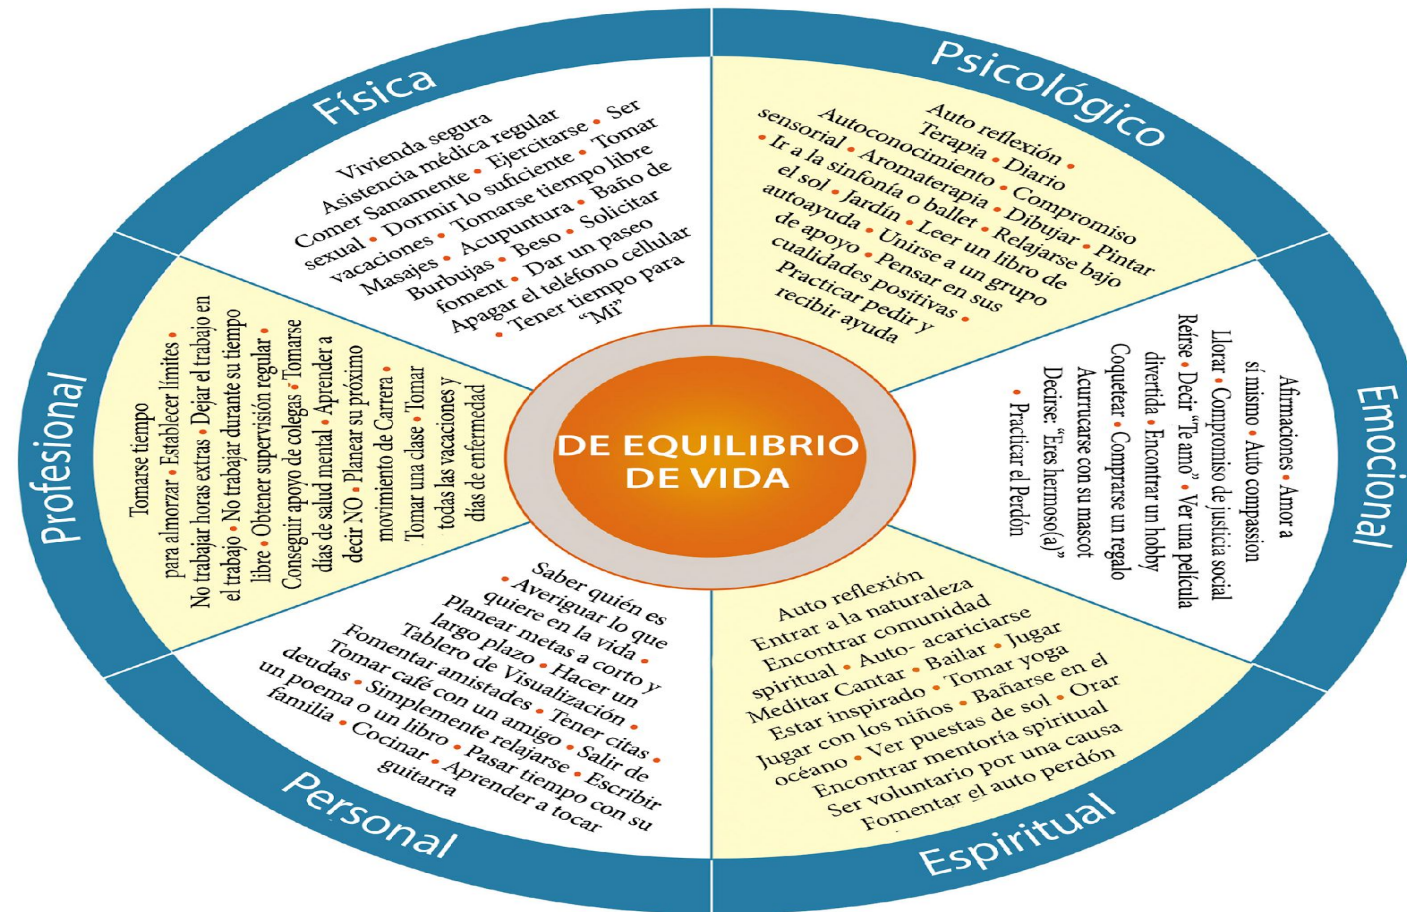 Física
Vivienda segura
Asistencia médica regular
Comer Sanamente • Ejercitarse • Ser
sexual • Dormir lo suficiente • Tomar
vacaciones • Tomarse tiempo libre
Masajes • Acupuntura • Baño de
Burbujas • Beso • Solicitar
foment • Dar un paseo
Apagar el teléfono cellular
• Tener tiempo para
“Mi”
Psicológico
Auto reflexión •
Terapia • Diario
Autoconocimiento • Compromiso
sensorial • Aromaterapia • Dibujar • Pintar
• Ir a la sinfonía o ballet • Relajarse bajo
el sol • Jardín • Leer un libro de
autoayuda • Unirse a un grupo
de apoyo • Pensar en sus
cualidades positivas •
Practicar pedir y
recibir ayuda
Emocional
Afirmaciones • Amor a
sí mismo • Auto compassion
Llorar • Compromiso de justicia social
Reírse • Decir “Te amo” • Ver una película
divertida • Encontrar un hobby
Coquetear • Comprarse un regalo
Acurrucarse con su mascot
Decirse: “Eres hermoso(a)”
• Practicar el Perdón
Espiritual
Auto reflexión
Entrar a la naturaleza
Encontrar comunidad
spiritual • Auto- acariciarse
Meditar Cantar • Bailar • Jugar
Estar inspirado • Tomar yoga
Jugar con los niños • Bañarse en el
océano • Ver puestas de sol • Orar
Encontrar mentoría spiritual
Ser voluntario por una causa
Fomentar el auto perdón
Personal
Saber quién es
• Averiguar lo que
quiere en la vida •
Planear metas a corto y
largo plazo • Hacer un
Tablero de Visualización •
Fomentar amistades • Tener citas •
Tomar café con un amigo • Salir de
deudas • Simplemente relajarse • Escribir
un poema o un libro • Pasar tiempo con su
familia • Cocinar • Aprender a tocar
guitarra
Profesional
Tomarse tiempo
para almorzar • Establecer límites •
No trabajar horas extras • Dejar el trabajo en
el trabajo • No trabajar durante su tiempo
libre • Obtener supervisión regular •
Conseguir apoyo de colegas • Tomarse
días de salud mental • Aprender a
decir NO • Planear su próximo
movimiento de Carrera •
Tomar una clase • Tomar
todas las vacaciones y
días de enfermedad
DE EQUILIBRIO
DE VIDA